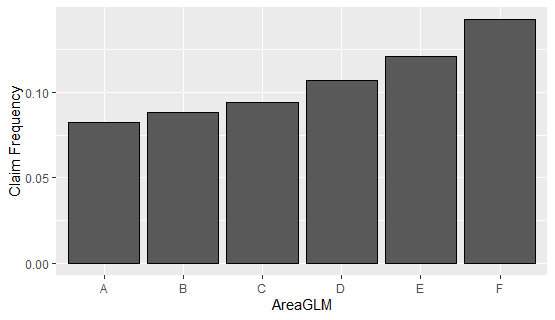 Claim Frequency
0.10
0.05
0.00
A B C D E F
AreaGLM